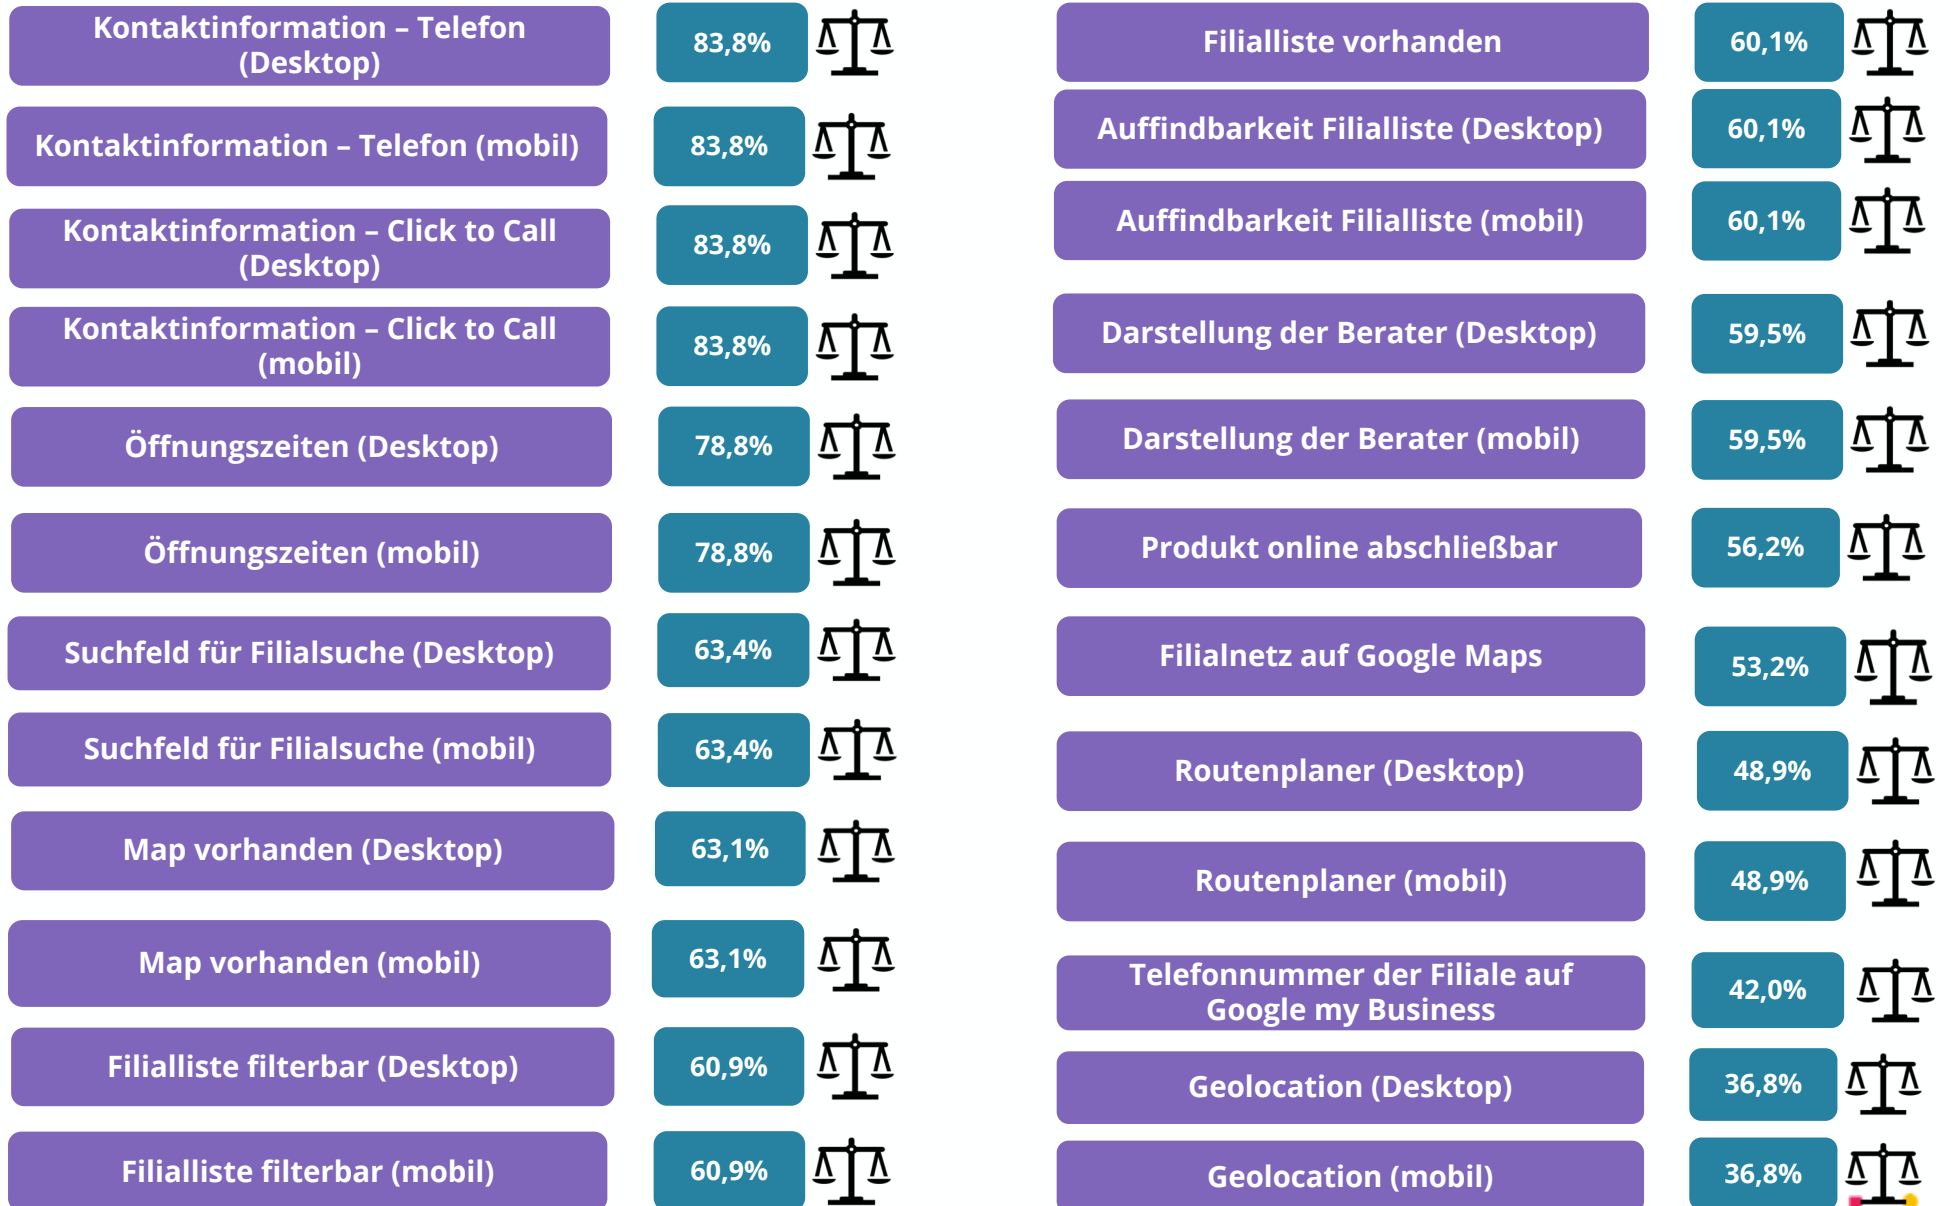 Kontaktinformation – Telefon
(Desktop)
83,8%
Kontaktinformation – Telefon (mobil)
83,8%
Kontaktinformation – Click to Call
(Desktop)
83,8%
Kontaktinformation – Click to Call
(mobil)
83,8%
Öffnungszeiten (Desktop)
78,8%
Öffnungszeiten (mobil)
78,8%
Suchfeld für Filialsuche (Desktop)
63,4%
Suchfeld für Filialsuche (mobil)
63,4%
Map vorhanden (Desktop)
63,1%
Map vorhanden (mobil)
63,1%
Filialliste filterbar (Desktop)
60,9%
Filialliste filterbar (mobil)
60,9%
Filialliste vorhanden
60,1%
Auffindbarkeit Filialliste (Desktop)
60,1%
Auffindbarkeit Filialliste (mobil)
60,1%
Darstellung der Berater (Desktop)
59,5%
Darstellung der Berater (mobil)
59,5%
Produkt online abschließbar
56,2%
Filialnetz auf Google Maps
53,2%
Routenplaner (Desktop)
48,9%
Routenplaner (mobil)
48,9%
Telefonnummer der Filiale auf
Google my Business
42,0%
Geolocation (Desktop)
36,8%
Geolocation (mobil)
36,8%